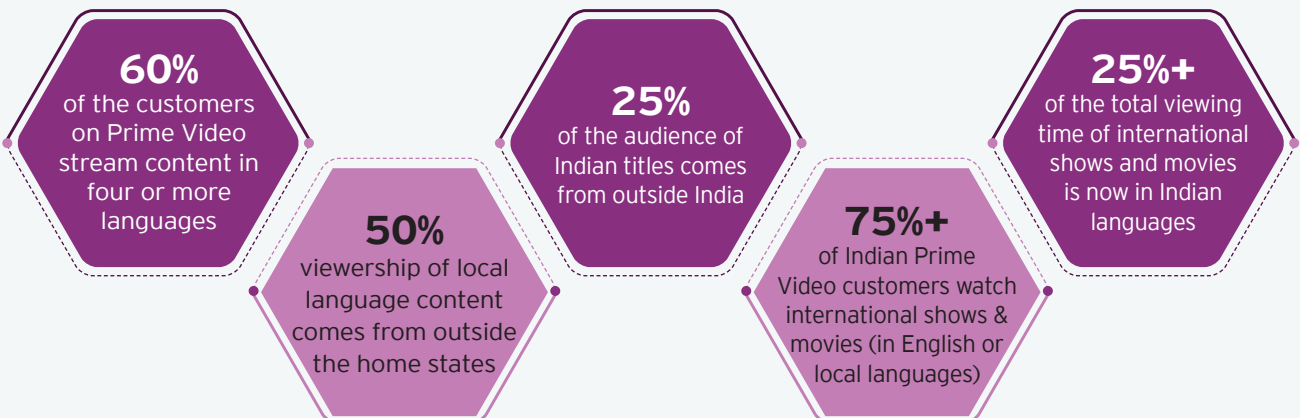 60%
of the customers
on Prime Video
stream content in
four or more
languages
50%
viewership of local
language content
comes from outside
the home states
25%
of the audience of
Indian titles comes
from outside India
75%+
of Indian Prime
Video customers watch
international shows &
movies (in English or
local languages)
25%+
of the total viewing
time of international
shows and movies
is now in Indian
languages